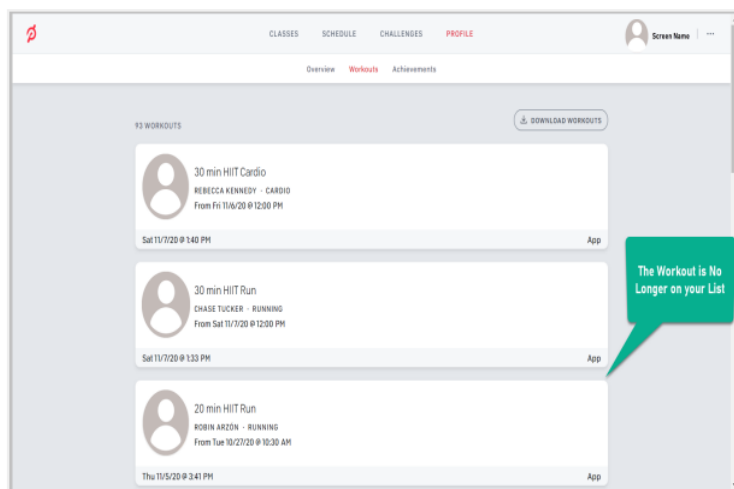 CLASSES SCHEDULE CHALLENGES PROFILE Screen Name ...
Overview Workouts Achievements
93 WORKOUTS DOWNLOAD WORKOUTS
30 min HIIT Cardio
REBECCA KENNEDY · CARDIO
From Fri 11/6/20 @ 12:00 PM
Sat 11/7/20 @ 1:40 PM App
The Workout is No
Longer on your List
30 min HIIT Run
CHASE TUCKER · RUNNING
From Sat 11/7/20 @ 12:00 PM
Sat 11/7/20 @ 1:33 PM App
20 min HIIT Run
ROBIN ARZÓN · RUNNING
From Tue 10/27/20 @ 10:30 AM
Thu 11/5/20 @ 3:41 PM App